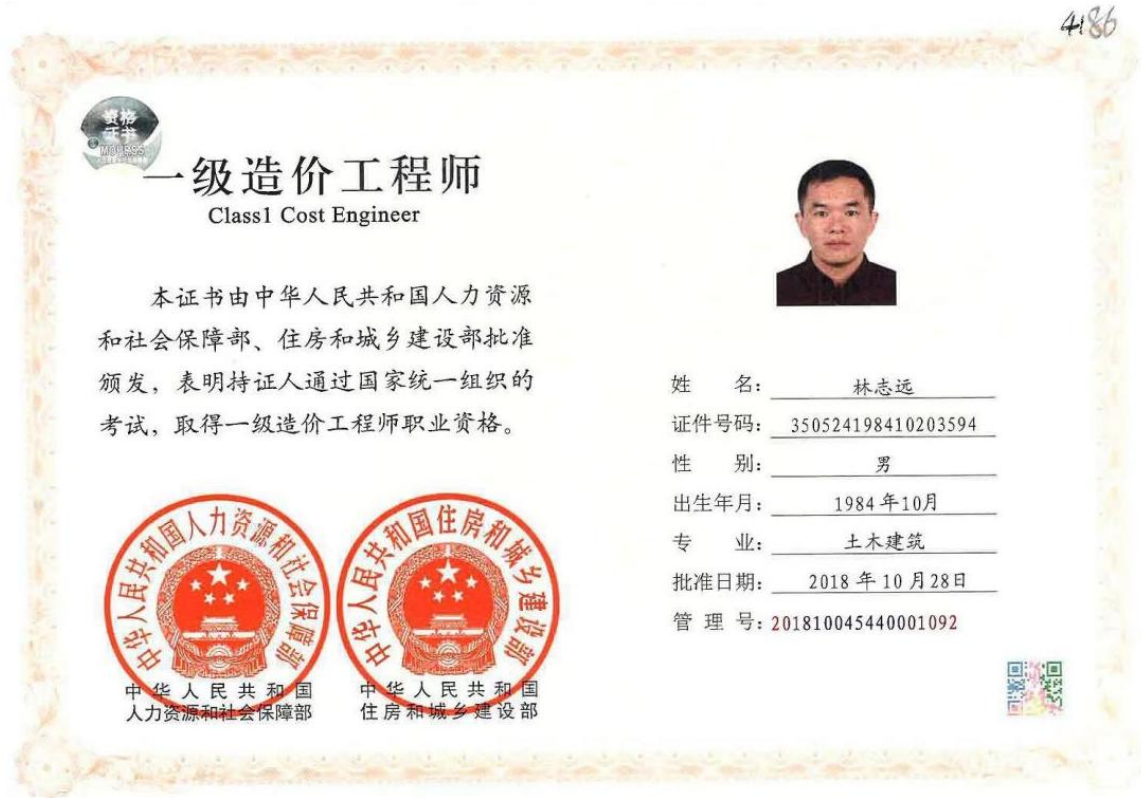 4186
资格
证书
MOHRSS
一级造价工程师
Class1 Cost Engineer
本证书由中华人民共和国人力资源
和社会保障部、住房和城乡建设部批准
颁发，表明持证人通过国家统一组织的
考试，取得一级造价工程师职业资格。
中华人民共和国人力资源和社会保障部
中华人民共和国住房和城乡建设部
中华人民共和国
人力资源和社会保障部
中华人民共和国
住房和城乡建设部
姓 名： 林志远
证件号码： 350524198410203594
性 别： 男
出生年月： 1984年10月
专 业： 土木建筑
批准日期： 2018年10月28日
管 理 号： 201810045440001092